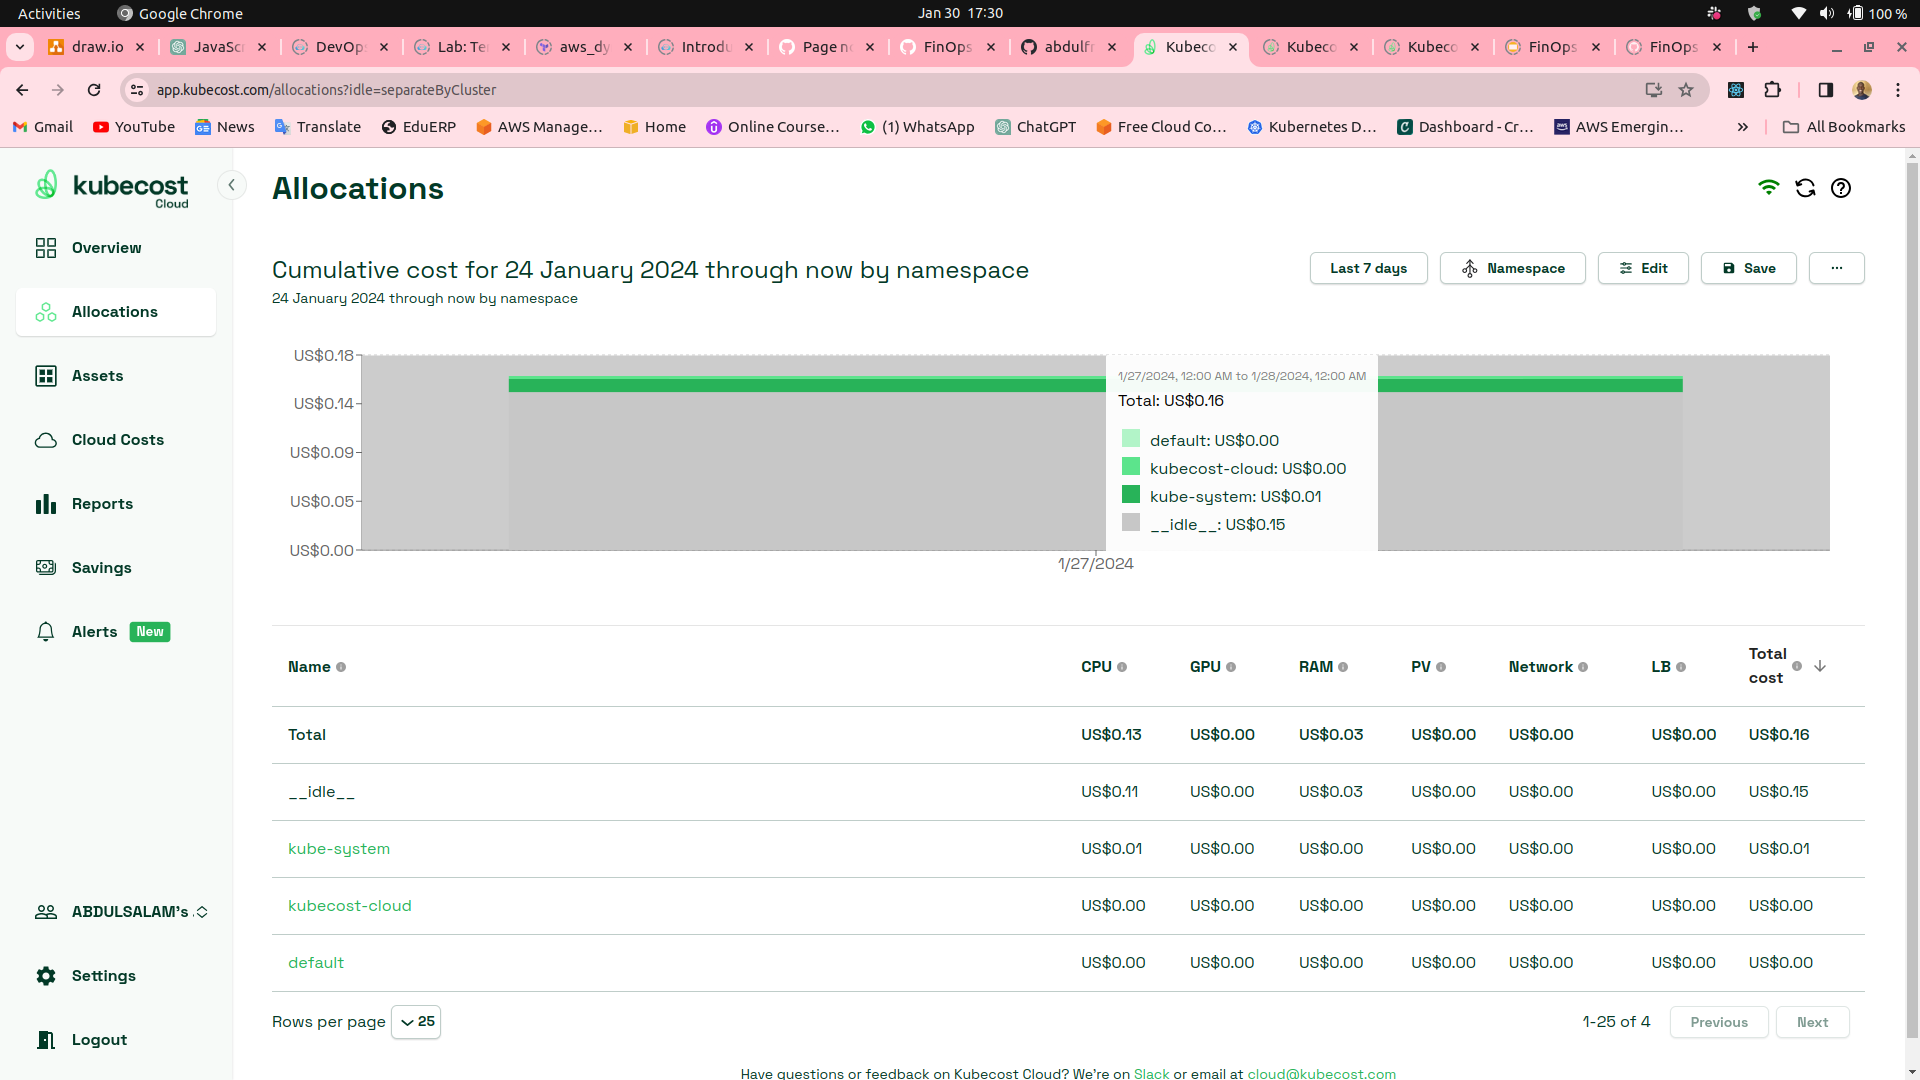 Activities
Google Chrome
Jan 30 17:30
100 %
draw.io
JavaSc
DevOps
Lab: Te
aws_dy
Introdu
Page n
FinOps
abdulfr
Kubeco
Kubeco
Kubeco
FinOps
FinOps
app.kubecost.com/allocations?idle=separateByCluster
Gmail
YouTube
News
Translate
EduERP
AWS Manage...
Home
Online Course...
(1) WhatsApp
ChatGPT
Free Cloud Co...
Kubernetes D...
Dashboard - Cr...
AWS Emergin...
All Bookmarks
kubecost
Cloud
Overview
Allocations
Assets
Cloud Costs
Reports
Savings
Alerts New
ABDULSALAM's
Settings
Logout
Allocations
Cumulative cost for 24 January 2024 through now by namespace
24 January 2024 through now by namespace
Last 7 days
Namespace
Edit
Save
...
US$0.18
US$0.14
US$0.09
US$0.05
US$0.00
1/27/2024
1/27/2024, 12:00 AM to 1/28/2024, 12:00 AM
Total: US$0.16
default: US$0.00
kubecost-cloud: US$0.00
kube-system: US$0.01
__idle__: US$0.15
Name CPU GPU RAM PV Network LB Total cost
Total US$0.13 US$0.00 US$0.03 US$0.00 US$0.00 US$0.00 US$0.16
__idle__ US$0.11 US$0.00 US$0.03 US$0.00 US$0.00 US$0.00 US$0.15
kube-system US$0.01 US$0.00 US$0.00 US$0.00 US$0.00 US$0.00 US$0.01
kubecost-cloud US$0.00 US$0.00 US$0.00 US$0.00 US$0.00 US$0.00 US$0.00
default US$0.00 US$0.00 US$0.00 US$0.00 US$0.00 US$0.00 US$0.00
Rows per page 25
1-25 of 4
Previous
Next
Have questions or feedback on Kubecost Cloud? We're on Slack or email at cloud@kubecost.com